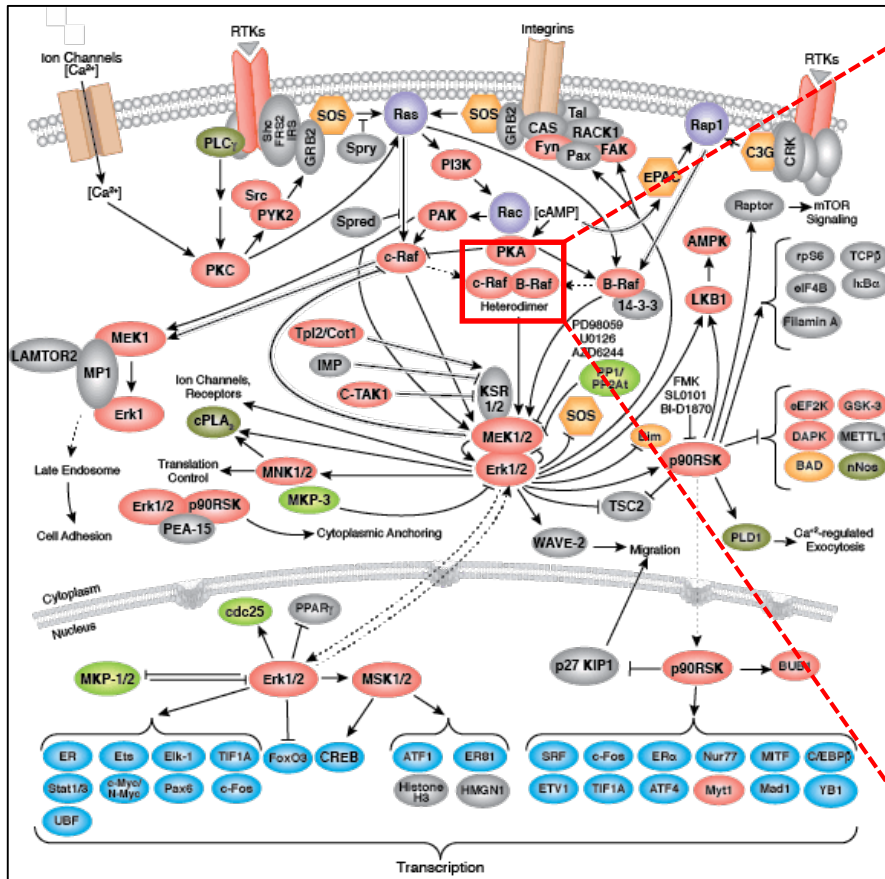 RTKs
Ion Channels
[Ca²⁺]
Integrins
RTKs
PLCγ
Shc
FRS2
IRS
GRB2
SOS
Ras
Spry
SOS
GRB2
CAS
Tal
RACK1
Fyn
Pax
FAK
Rap1
EPAC
C3G
CRK
[Ca²⁺]
Src
PYK2
PKC
PI3K
Spred
PAK
Rac
[cAMP]
c-Raf
PKA
c-Raf
B-Raf
Heterodimer
B-Raf
14-3-3
Raptor
mTOR
Signaling
AMPK
LKB1
rpS6
TCPβ
eIF4B
IκBα
Filamin A
LAMTOR2
MEK1
MP1
Erk1
Tpl2/Cot1
IMP
C-TAK1
KSR
1/2
PD98059
U0126
AZD6244
PP1/
PP2At
FMK
SL0101
BI-D1870
Ion Channels,
Receptors
cPLA₂
SOS
MEK1/2
Erk1/2
Bim
p90RSK
eEF2K
GSK-3
DAPK
METTL1
BAD
nNos
Late Endosome
Translation
Control
MNK1/2
MKP-3
TSC2
Erk1/2
p90RSK
PEA-15
Cytoplasmic Anchoring
Cell Adhesion
WAVE-2
Migration
PLD1
Ca⁺²-regulated
Exocytosis
Cytoplasm
Nucleus
cdc25
PPARγ
MKP-1/2
Erk1/2
MSK1/2
p27 KIP1
p90RSK
BUB1
ER
Ets
Elk-1
TIF1A
FoxO3
CREB
ATF1
ER81
SRF
c-Fos
ERα
Nur77
MITF
C/EBPβ
Stat1/3
c-Myc/
N-Myc
Pax6
c-Fos
Histone
H3
HMGN1
ETV1
TIF1A
ATF4
Myt1
Mad1
YB1
UBF
Transcription